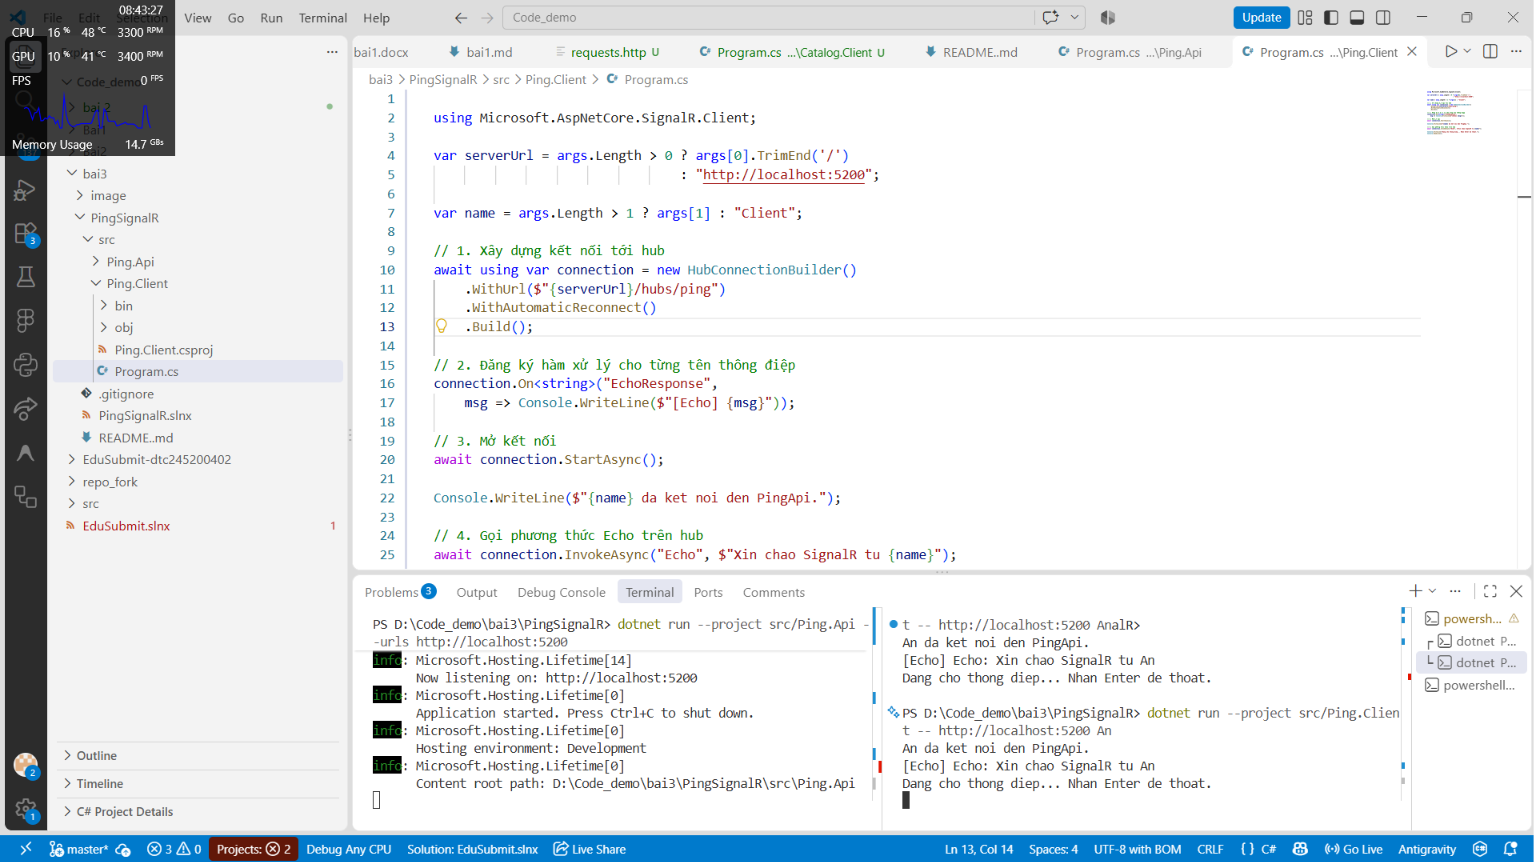 08:43:27
CPU 16 % 48 °C 3300 RPM
GPU 10 % 41 °C 3400 RPM
FPS 0 FPS
Memory Usage 14.7 GBs
File Edit Selection View Go Run Terminal Help
Code_demo
Update
bai1.docx
bai1.md
requests.http U
Program.cs ...\Catalog.Client U
README..md
Program.cs ...\Ping.Api
Program.cs ...\Ping.Client
bai3 > PingSignalR > src > Ping.Client > Program.cs
Code_demo
bai 2
Bai1
bai2
bai3
image
PingSignalR
src
Ping.Api
Ping.Client
bin
obj
Ping.Client.csproj
Program.cs
.gitignore
PingSignalR.slnx
README..md
EduSubmit-dtc245200402
repo_fork
src
EduSubmit.slnx 1
Outline
Timeline
C# Project Details
3
2
1
1
2 using Microsoft.AspNetCore.SignalR.Client;
3
4 var serverUrl = args.Length > 0 ? args[0].TrimEnd('/')
5 : "http://localhost:5200";
6
7 var name = args.Length > 1 ? args[1] : "Client";
8
9 // 1. Xây dựng kết nối tới hub
10 await using var connection = new HubConnectionBuilder()
11 .WithUrl($"{serverUrl}/hubs/ping")
12 .WithAutomaticReconnect()
13 .Build();
14
15 // 2. Đăng ký hàm xử lý cho từng tên thông điệp
16 connection.On<string>("EchoResponse",
17 msg => Console.WriteLine($"[Echo] {msg}"));
18
19 // 3. Mở kết nối
20 await connection.StartAsync();
21
22 Console.WriteLine($"{name} da ket noi den PingApi.");
23
24 // 4. Gọi phương thức Echo trên hub
25 await connection.InvokeAsync("Echo", $"Xin chao SignalR tu {name}");
Problems 3 Output Debug Console Terminal Ports Comments
PS D:\Code_demo\bai3\PingSignalR> dotnet run --project src/Ping.Api -
-urls http://localhost:5200
info: Microsoft.Hosting.Lifetime[14]
Now listening on: http://localhost:5200
info: Microsoft.Hosting.Lifetime[0]
Application started. Press Ctrl+C to shut down.
info: Microsoft.Hosting.Lifetime[0]
Hosting environment: Development
info: Microsoft.Hosting.Lifetime[0]
Content root path: D:\Code_demo\bai3\PingSignalR\src\Ping.Api
t -- http://localhost:5200 AnalR>
An da ket noi den PingApi.
[Echo] Echo: Xin chao SignalR tu An
Dang cho thong diep... Nhan Enter de thoat.
PS D:\Code_demo\bai3\PingSignalR> dotnet run --project src/Ping.Clien
t -- http://localhost:5200 An
An da ket noi den PingApi.
[Echo] Echo: Xin chao SignalR tu An
Dang cho thong diep... Nhan Enter de thoat.
powersh...
dotnet P...
dotnet P...
powershell...
master* 3 0 Projects: 2 Debug Any CPU Solution: EduSubmit.slnx Live Share Ln 13, Col 14 Spaces: 4 UTF-8 with BOM CRLF { } C# Go Live Antigravity